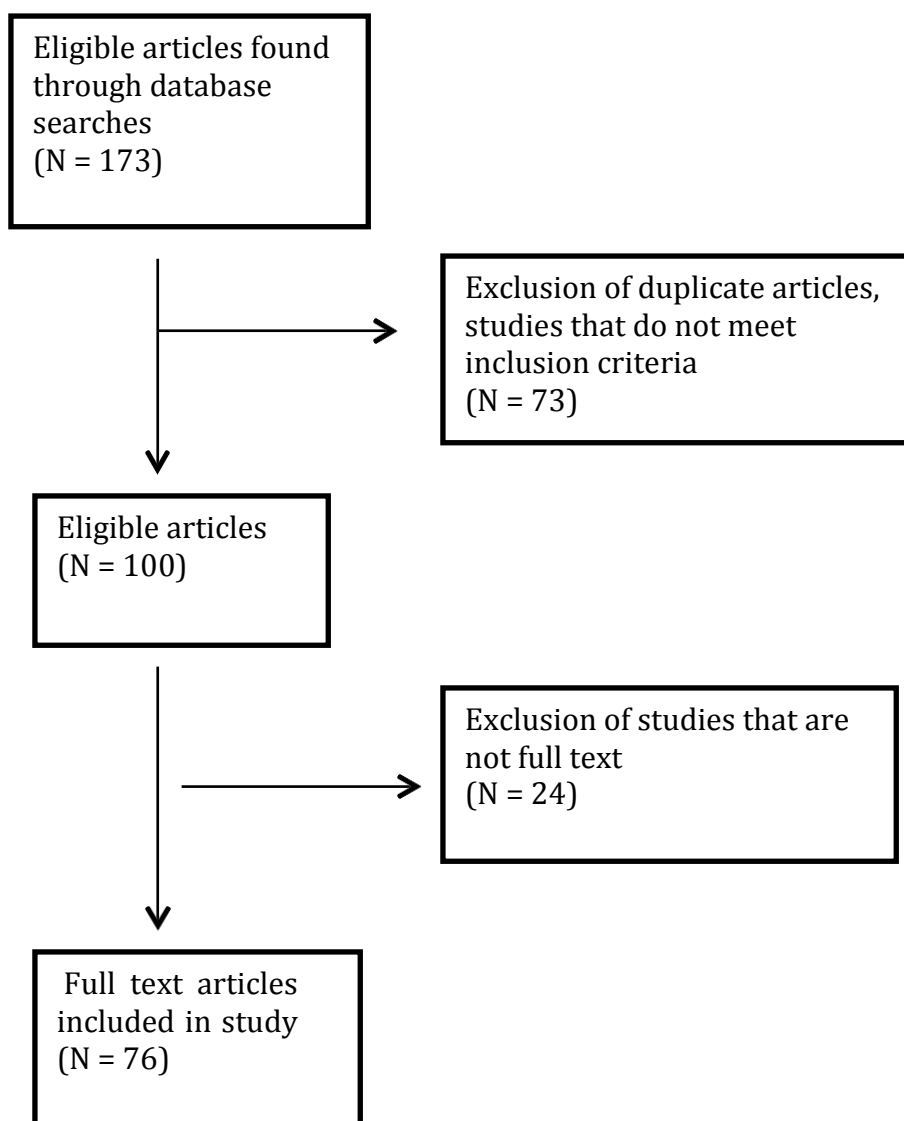 Eligible articles found
through database
searches
(N = 173)
Exclusion of duplicate articles,
studies that do not meet
inclusion criteria
(N = 73)
Eligible articles
(N = 100)
Exclusion of studies that are
not full text
(N = 24)
Full text articles
included in study
(N = 76)